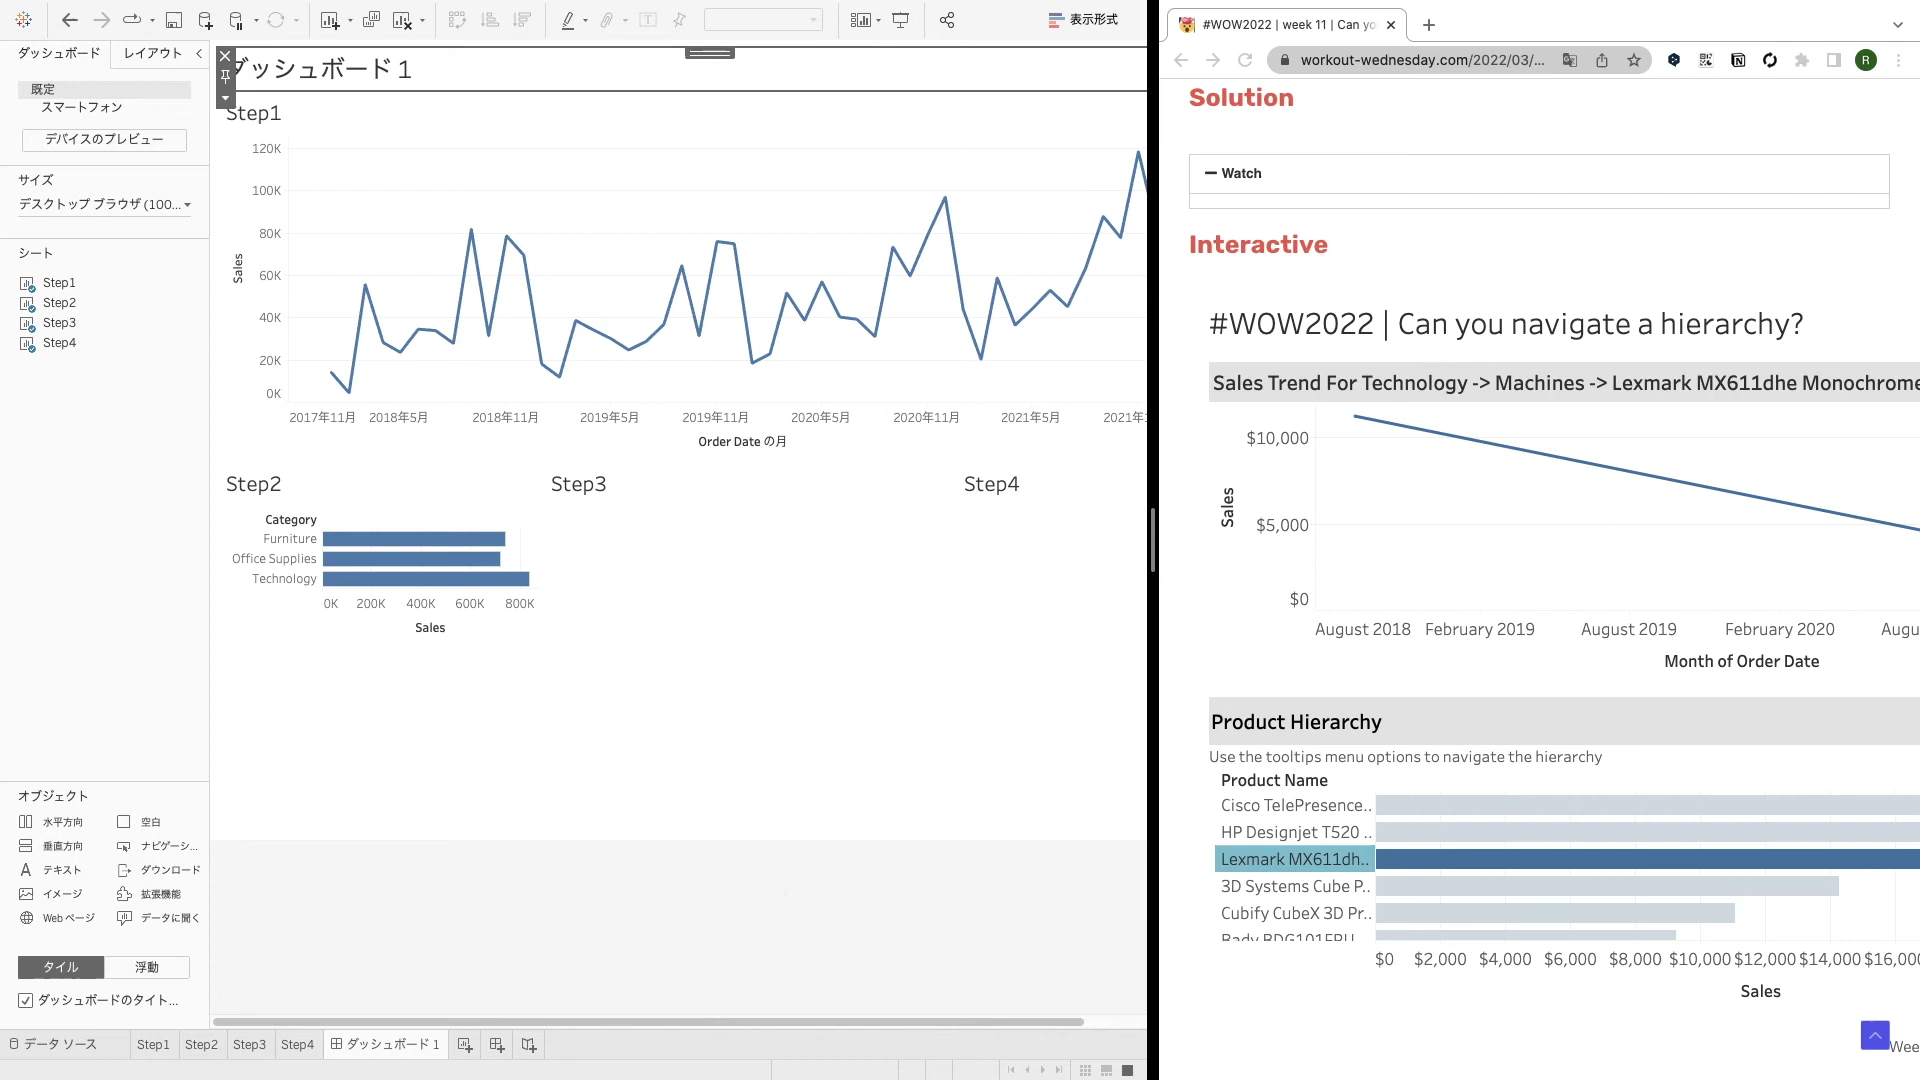 表示形式
ダッシュボード
レイアウト
既定
スマートフォン
デバイスのプレビュー
サイズ
デスクトップ ブラウザ (100...
シート
Step1
Step2
Step3
Step4
オブジェクト
水平方向
空白
垂直方向
ナビゲーシ...
テキスト
ダウンロード
イメージ
拡張機能
Web ページ
データに聞く
タイル
浮動
ダッシュボードのタイト...
ダッシュボード 1
Step1
120K
100K
80K
60K
40K
20K
0K
Sales
2017年11月 2018年5月 2018年11月 2019年5月 2019年11月 2020年5月 2020年11月 2021年5月 2021年1
Order Date の月
Step2
Step3
Step4
Category
Furniture
Office Supplies
Technology
0K 200K 400K 600K 800K
Sales
データ ソース
Step1
Step2
Step3
Step4
ダッシュボード 1
#WOW2022 | week 11 | Can yo
workout-wednesday.com/2022/03/...
R
Solution
Watch
Interactive
#WOW2022 | Can you navigate a hierarchy?
Sales Trend For Technology -> Machines -> Lexmark MX611dhe Monochrome
$10,000
$5,000
$0
Sales
August 2018 February 2019 August 2019 February 2020 Augu
Month of Order Date
Product Hierarchy
Use the tooltips menu options to navigate the hierarchy
Product Name
Cisco TelePresence..
HP Designjet T520 ..
Lexmark MX611dh..
3D Systems Cube P..
Cubify CubeX 3D Pr..
$0 $2,000 $4,000 $6,000 $8,000 $10,000 $12,000 $14,000 $16,000
Sales
Wee